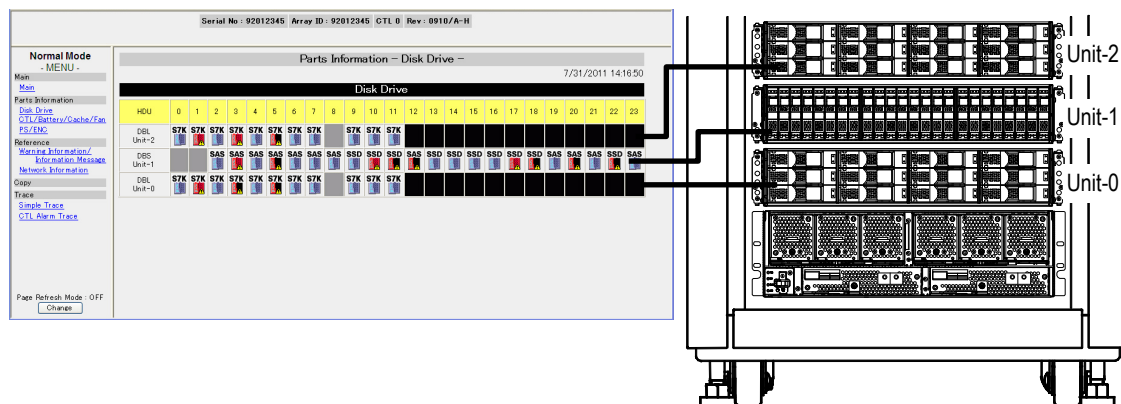 Serial No : 92012345 Array ID : 92012345 CTL 0 Rev : 0910/A-H
Normal Mode
- MENU -
Main
Main
Parts Information
Disk Drive
CTL/Battery/Cache/Fan
PS/ENC
Reference
Warning Information/
Information Message
Network Information
Copy
Trace
Simple Trace
CTL Alarm Trace
Page Refresh Mode : OFF
Change
Parts Information - Disk Drive -
7/31/2011 14:16:50
Disk Drive
HDU 0 1 2 3 4 5 6 7 8 9 10 11 12 13 14 15 16 17 18 19 20 21 22 23
DBL S7K S7K S7K S7K S7K S7K S7K S7K S7K S7K S7K
Unit-2
DBS SAS SAS SAS SAS SAS SAS SAS SSD SSD SSD SAS SSD SSD SSD SSD SSD SSD SSD SAS SAS SSD SAS
Unit-1
DBL S7K S7K S7K S7K S7K S7K S7K S7K S7K S7K S7K
Unit-0
Unit-2
Unit-1
Unit-0